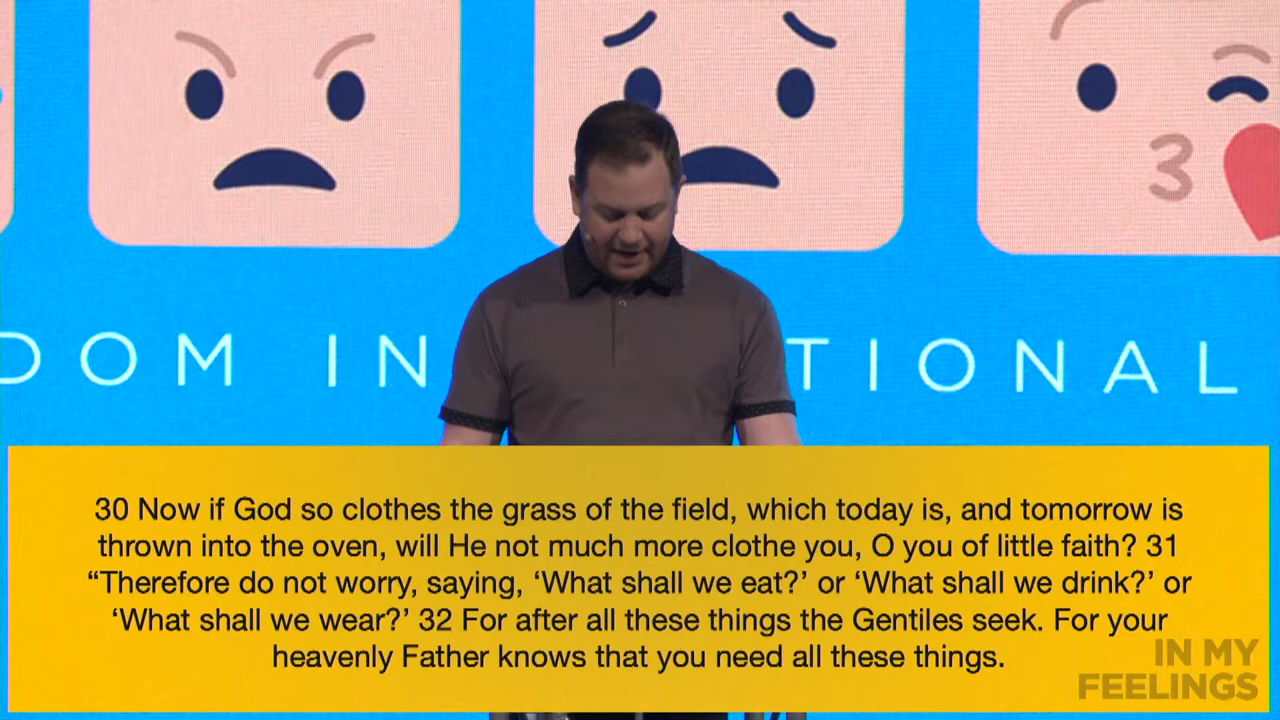 DOM IN TIONAL
30 Now if God so clothes the grass of the field, which today is, and tomorrow is
thrown into the oven, will He not much more clothe you, O you of little faith? 31
“Therefore do not worry, saying, ‘What shall we eat?’ or ‘What shall we drink?’ or
‘What shall we wear?’ 32 For after all these things the Gentiles seek. For your
heavenly Father knows that you need all these things.
IN MY
FEELINGS